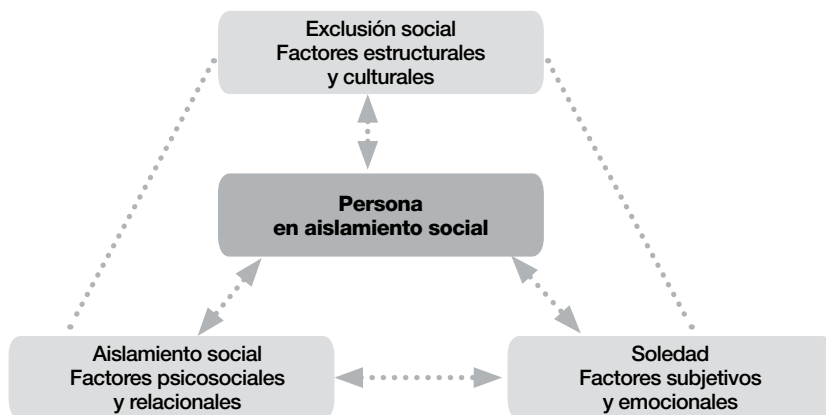 Exclusión social
Factores estructurales
y culturales
Persona
en aislamiento social
Aislamiento social
Factores psicosociales
y relacionales
Soledad
Factores subjetivos
y emocionales